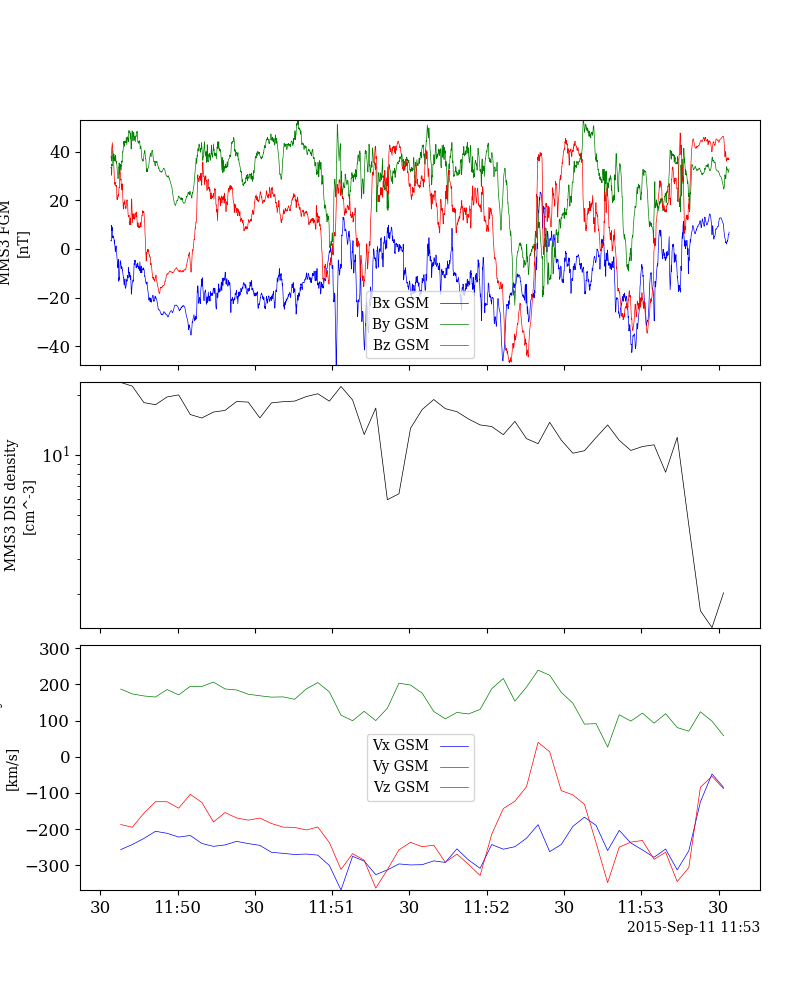 40
20
0
−20
−40
MMS3 FGM
[nT]
Bx GSM
By GSM
Bz GSM
10^1
MMS3 DIS density
[cm^-3]
300
200
100
0
−100
−200
−300
[km/s]
Vx GSM
Vy GSM
Vz GSM
30 11:50 30 11:51 30 11:52 30 11:53 30
2015-Sep-11 11:53